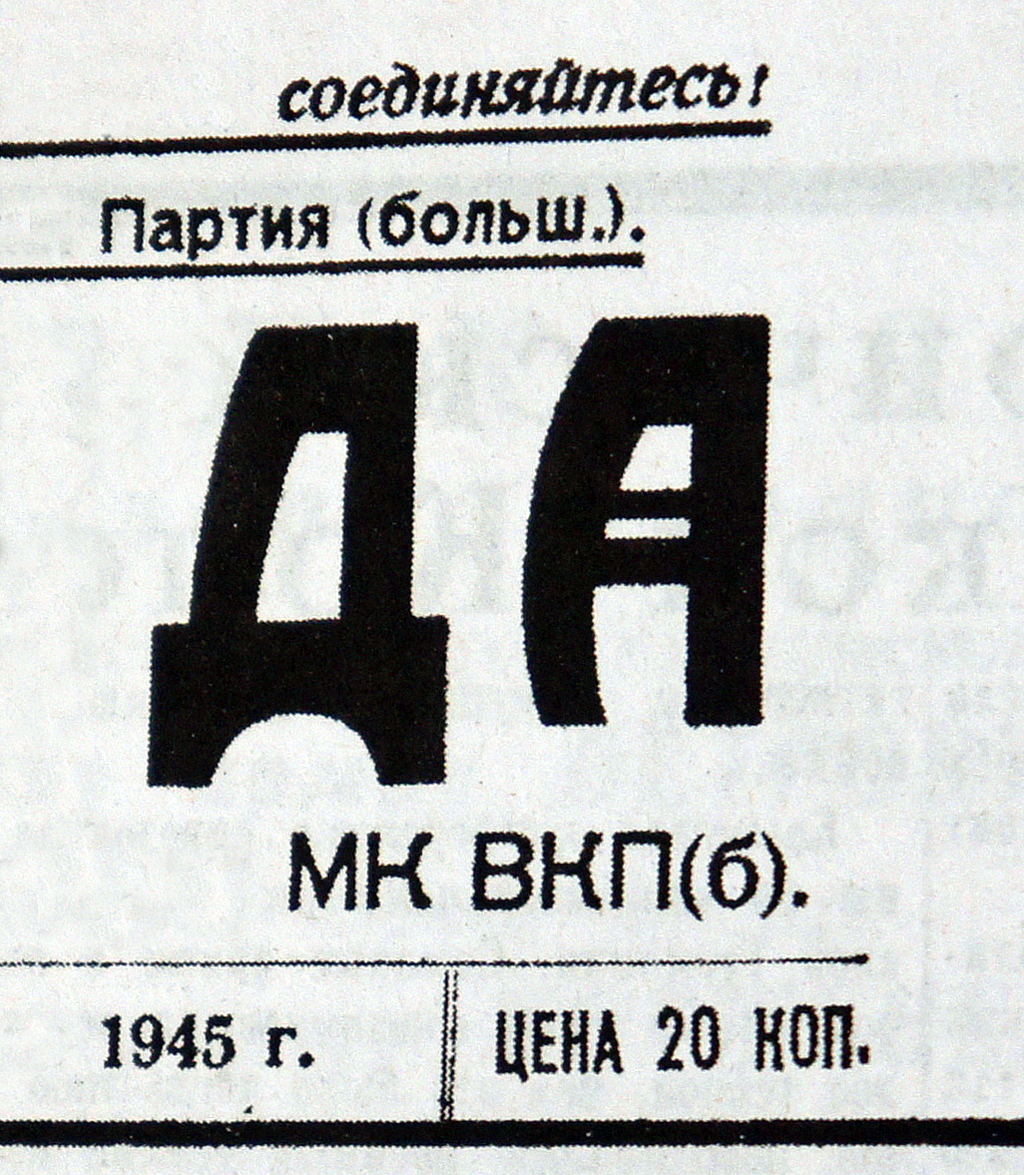 соединяйтесь!
Партия (больш.).
ДА
МК ВКП(б).
1945 г. ЦЕНА 20 КОП.